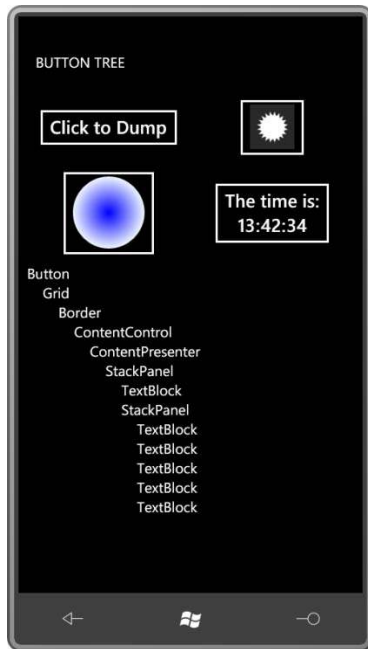 BUTTON TREE
Click to Dump
The time is:
13:42:34
Button
Grid
Border
ContentControl
ContentPresenter
StackPanel
TextBlock
StackPanel
TextBlock
TextBlock
TextBlock
TextBlock
TextBlock